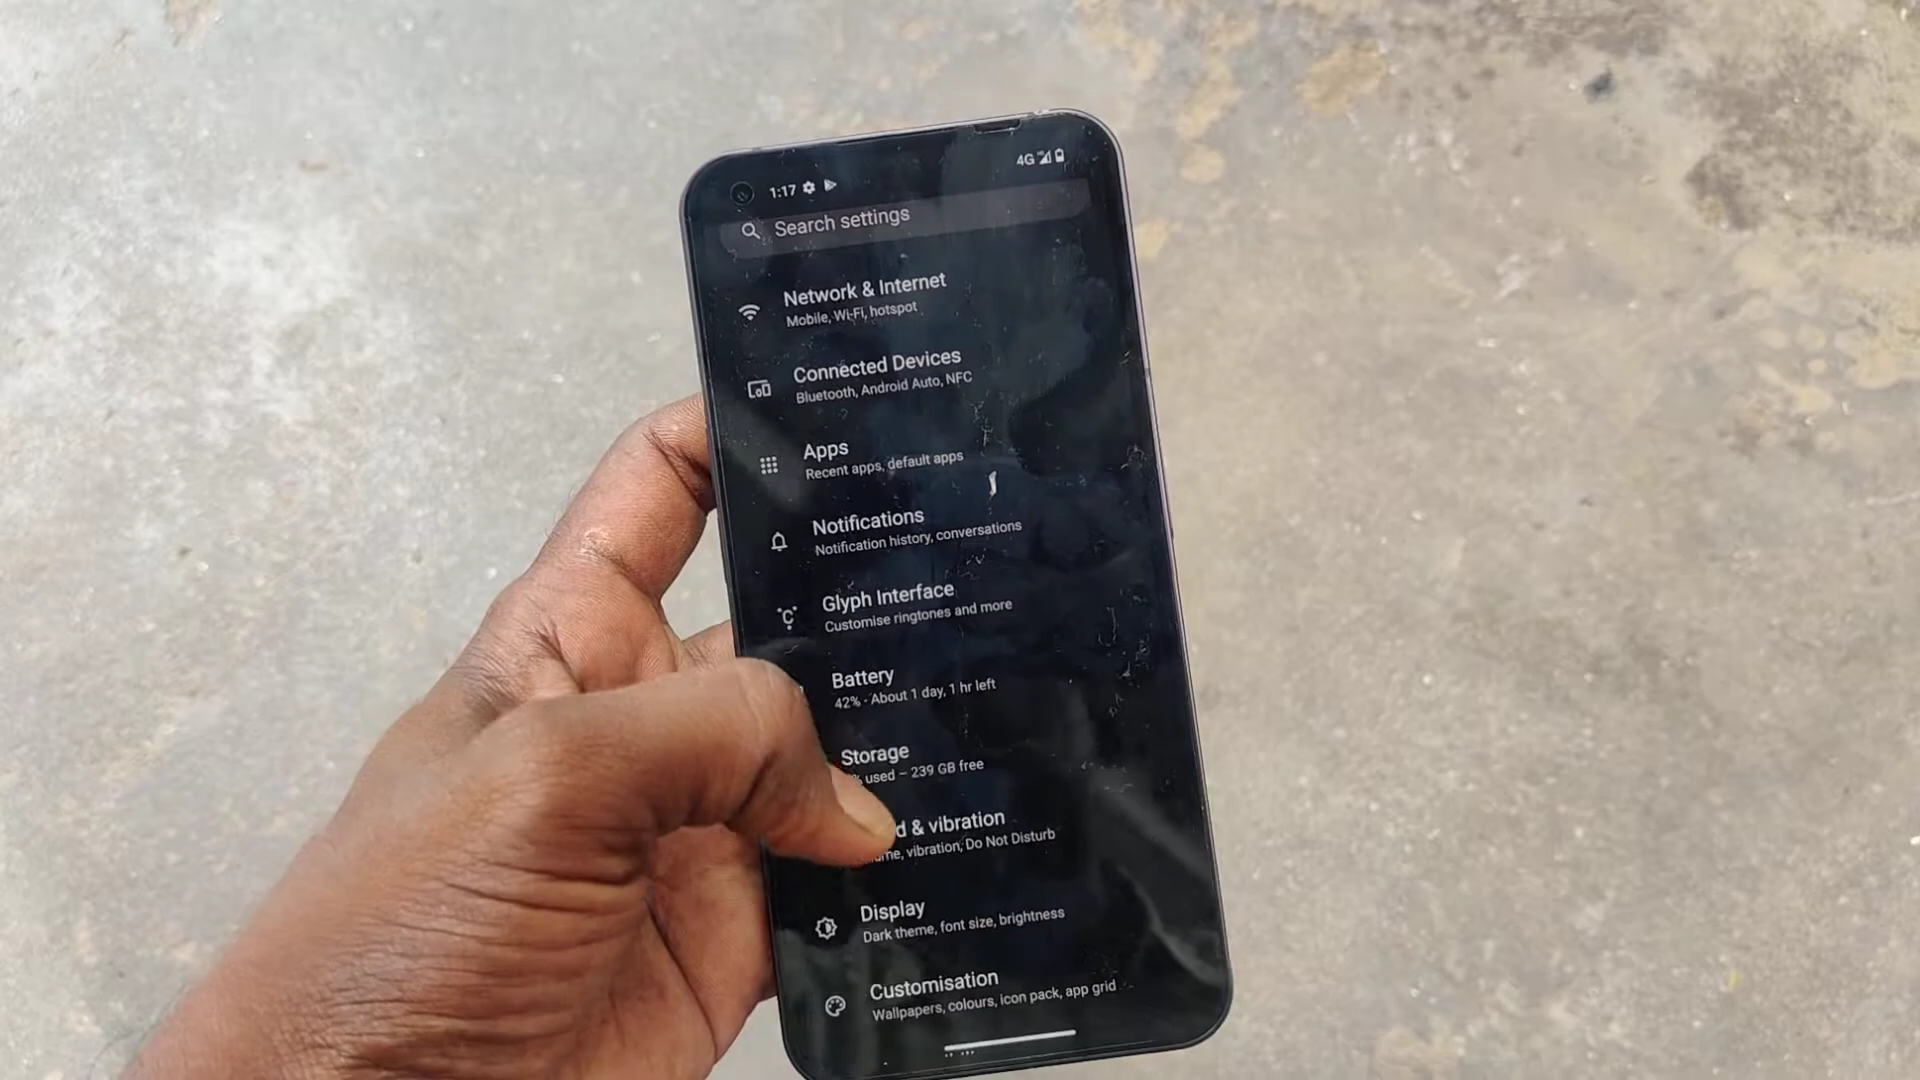 1:17
4G
Search settings
Network & Internet
Mobile, Wi-Fi, hotspot
Connected Devices
Bluetooth, Android Auto, NFC
Apps
Recent apps, default apps
Notifications
Notification history, conversations
Glyph Interface
Customise ringtones and more
Battery
42% - About 1 day, 1 hr left
Storage
used – 239 GB free
& vibration
vibration, Do Not Disturb
Display
Dark theme, font size, brightness
Customisation
Wallpapers, colours, icon pack, app grid